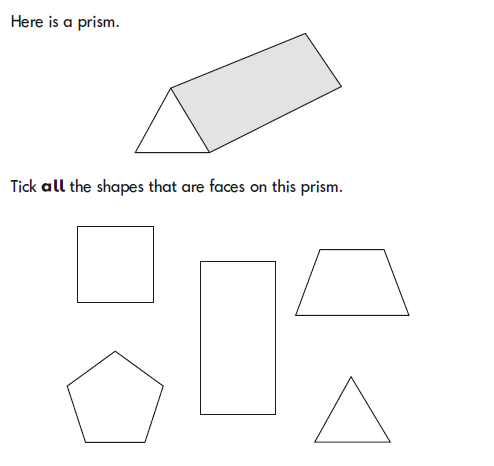 Here is a prism.
Tick all the shapes that are faces on this prism.